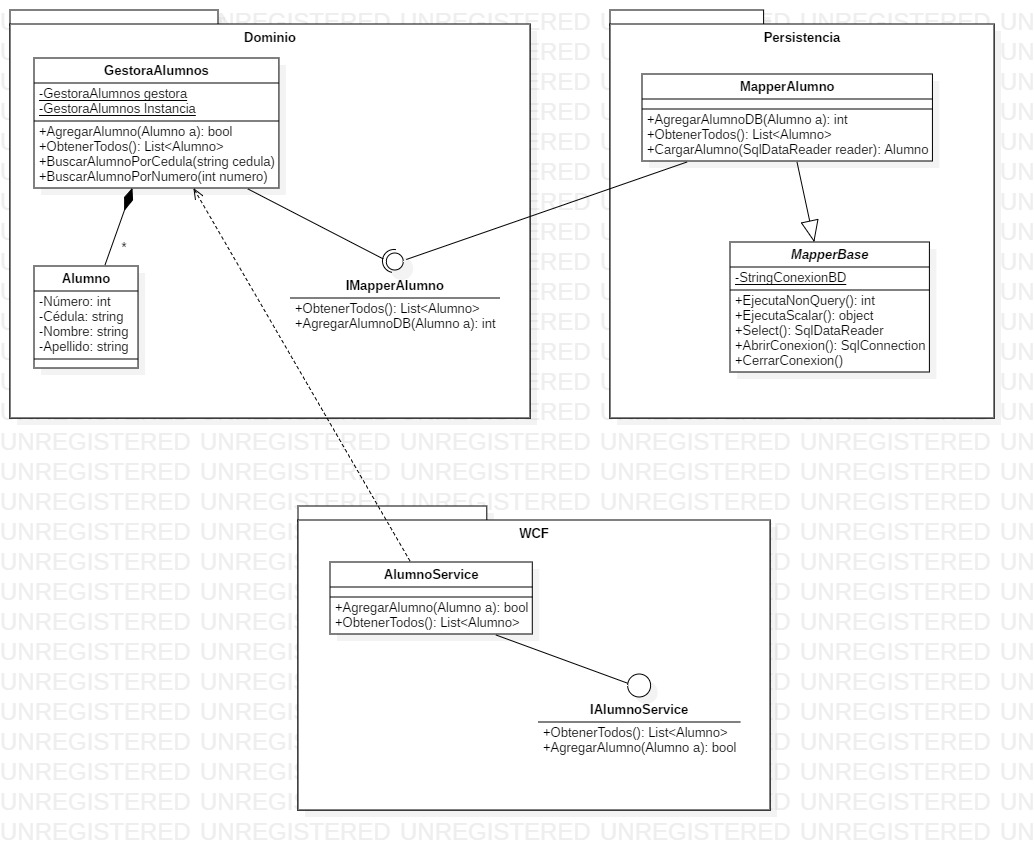 Dominio
GestoraAlumnos
-GestoraAlumnos gestora
-GestoraAlumnos Instancia
+AgregarAlumno(Alumno a): bool
+ObtenerTodos(): List<Alumno>
+BuscarAlumnoPorCedula(string cedula)
+BuscarAlumnoPorNumero(int numero)
*
Alumno
-Número: int
-Cédula: string
-Nombre: string
-Apellido: string
IMapperAlumno
+ObtenerTodos(): List<Alumno>
+AgregarAlumnoDB(Alumno a): int
Persistencia
MapperAlumno
+AgregarAlumnoDB(Alumno a): int
+ObtenerTodos(): List<Alumno>
+CargarAlumno(SqlDataReader reader): Alumno
MapperBase
-StringConexionBD
+EjecutaNonQuery(): int
+EjecutaScalar(): object
+Select(): SqlDataReader
+AbrirConexion(): SqlConnection
+CerrarConexion()
WCF
AlumnoService
+AgregarAlumno(Alumno a): bool
+ObtenerTodos(): List<Alumno>
IAlumnoService
+ObtenerTodos(): List<Alumno>
+AgregarAlumno(Alumno a): bool
UNREGISTERED UNREGISTERED UNREGISTERED UNREGISTERED UNREGISTERED UN